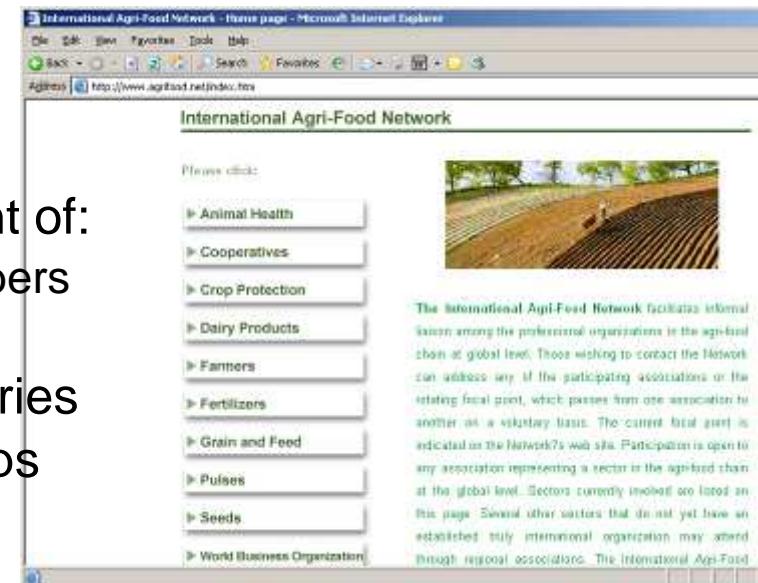 International Agri-Food Network - Home page - Microsoft Internet Explorer
File Edit View Favorites Tools Help
Back Search Favorites
Address http://www.agrifood.net/index.htm
International Agri-Food Network
Please click:
Animal Health
Cooperatives
Crop Protection
Dairy Products
Farmers
Fertilizers
Grain and Feed
Pulses
Seeds
World Business Organization
The International Agri-Food Network facilitates informal
liaison among the professional organizations in the agri-food
chain at global level. Those wishing to contact the Network
can address any of the participating associations or the
rotating focal point, which passes from one association to
another on a voluntary basis. The current focal point is
indicated on the Network?s web site. Participation is open to
any association representing a sector in the agri-food chain
at the global level. Sectors currently involved are listed on
this page. Several other sectors that do not yet have an
established truly international organization may attend
through regional associations. The International Agri-Food
nt of:
bers
ries
os